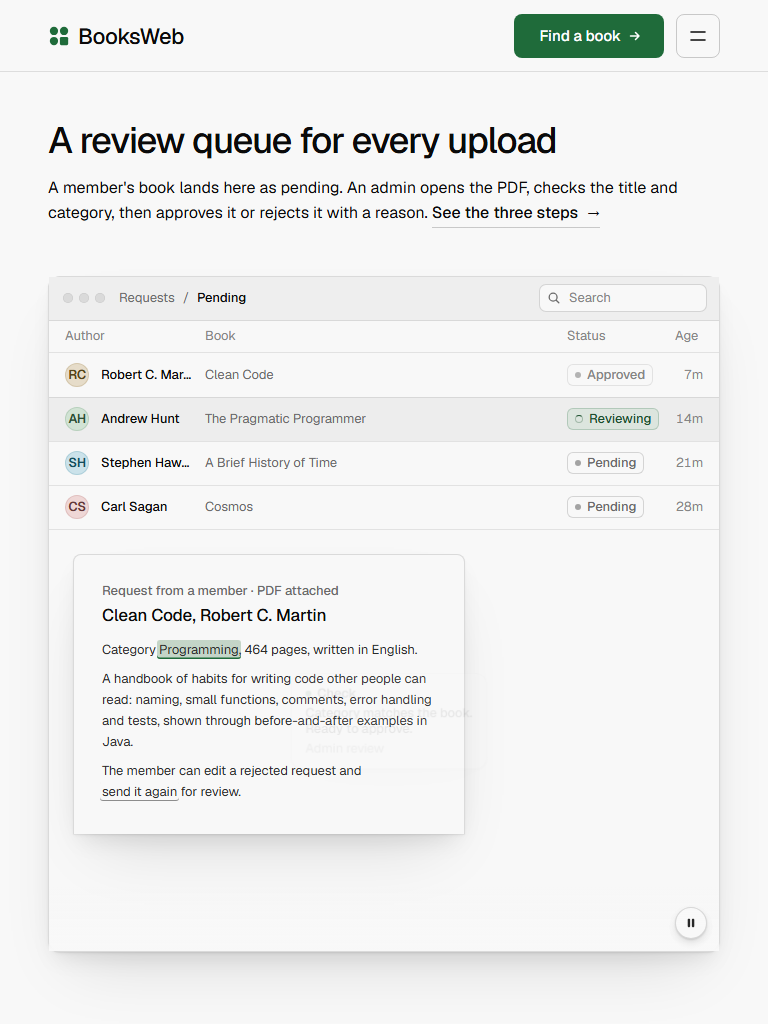 BooksWeb
Find a book →
A review queue for every upload
A member's book lands here as pending. An admin opens the PDF, checks the title and
category, then approves it or rejects it with a reason. See the three steps →
Requests / Pending
Search
Author Book Status Age
RC Robert C. Mar... Clean Code Approved 7m
AH Andrew Hunt The Pragmatic Programmer Reviewing 14m
SH Stephen Haw... A Brief History of Time Pending 21m
CS Carl Sagan Cosmos Pending 28m
Request from a member · PDF attached
Clean Code, Robert C. Martin
Category Programming, 464 pages, written in English.
A handbook of habits for writing code other people can
read: naming, small functions, comments, error handling
and tests, shown through before-and-after examples in
Java.
The member can edit a rejected request and
send it again for review.
Check
Category matches the book.
Ready to approve.
Admin review